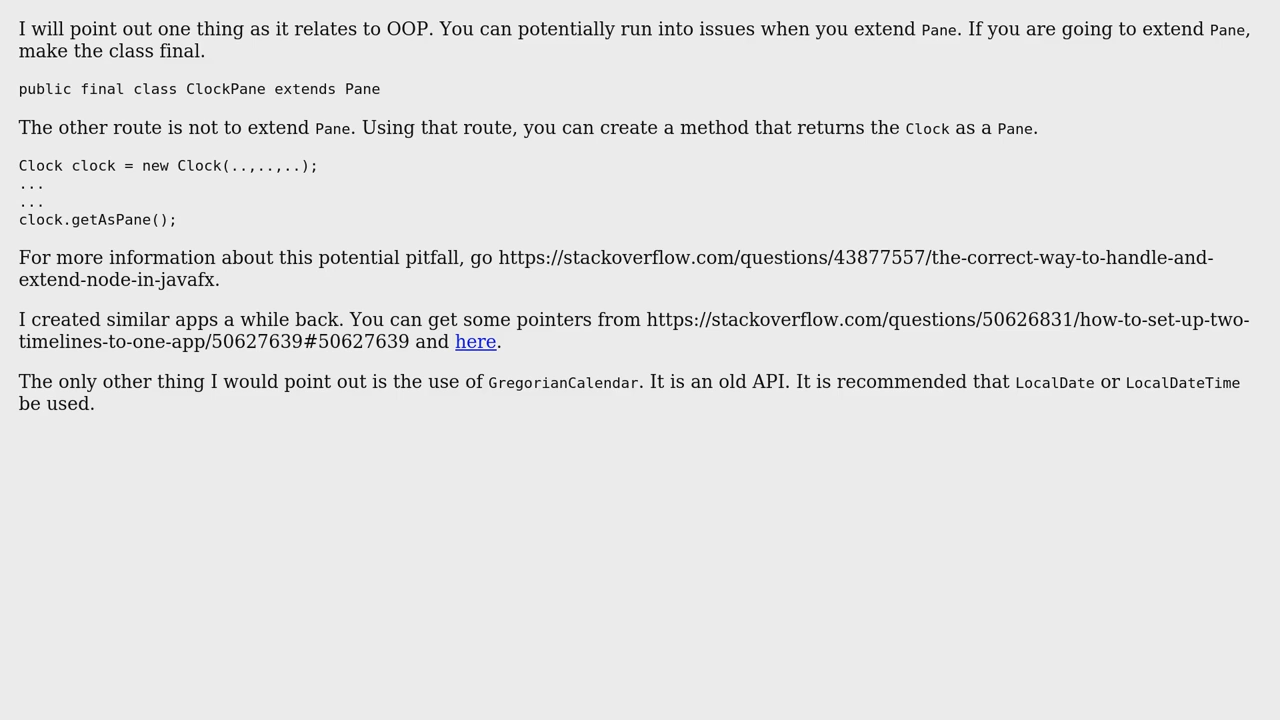 I will point out one thing as it relates to OOP. You can potentially run into issues when you extend Pane. If you are going to extend Pane,
make the class final.
public final class ClockPane extends Pane
The other route is not to extend Pane. Using that route, you can create a method that returns the Clock as a Pane.
Clock clock = new Clock(..,..,..);
...
...
clock.getAsPane();
For more information about this potential pitfall, go https://stackoverflow.com/questions/43877557/the-correct-way-to-handle-and-
extend-node-in-javafx.
I created similar apps a while back. You can get some pointers from https://stackoverflow.com/questions/50626831/how-to-set-up-two-
timelines-to-one-app/50627639#50627639 and here.
The only other thing I would point out is the use of GregorianCalendar. It is an old API. It is recommended that LocalDate or LocalDateTime
be used.